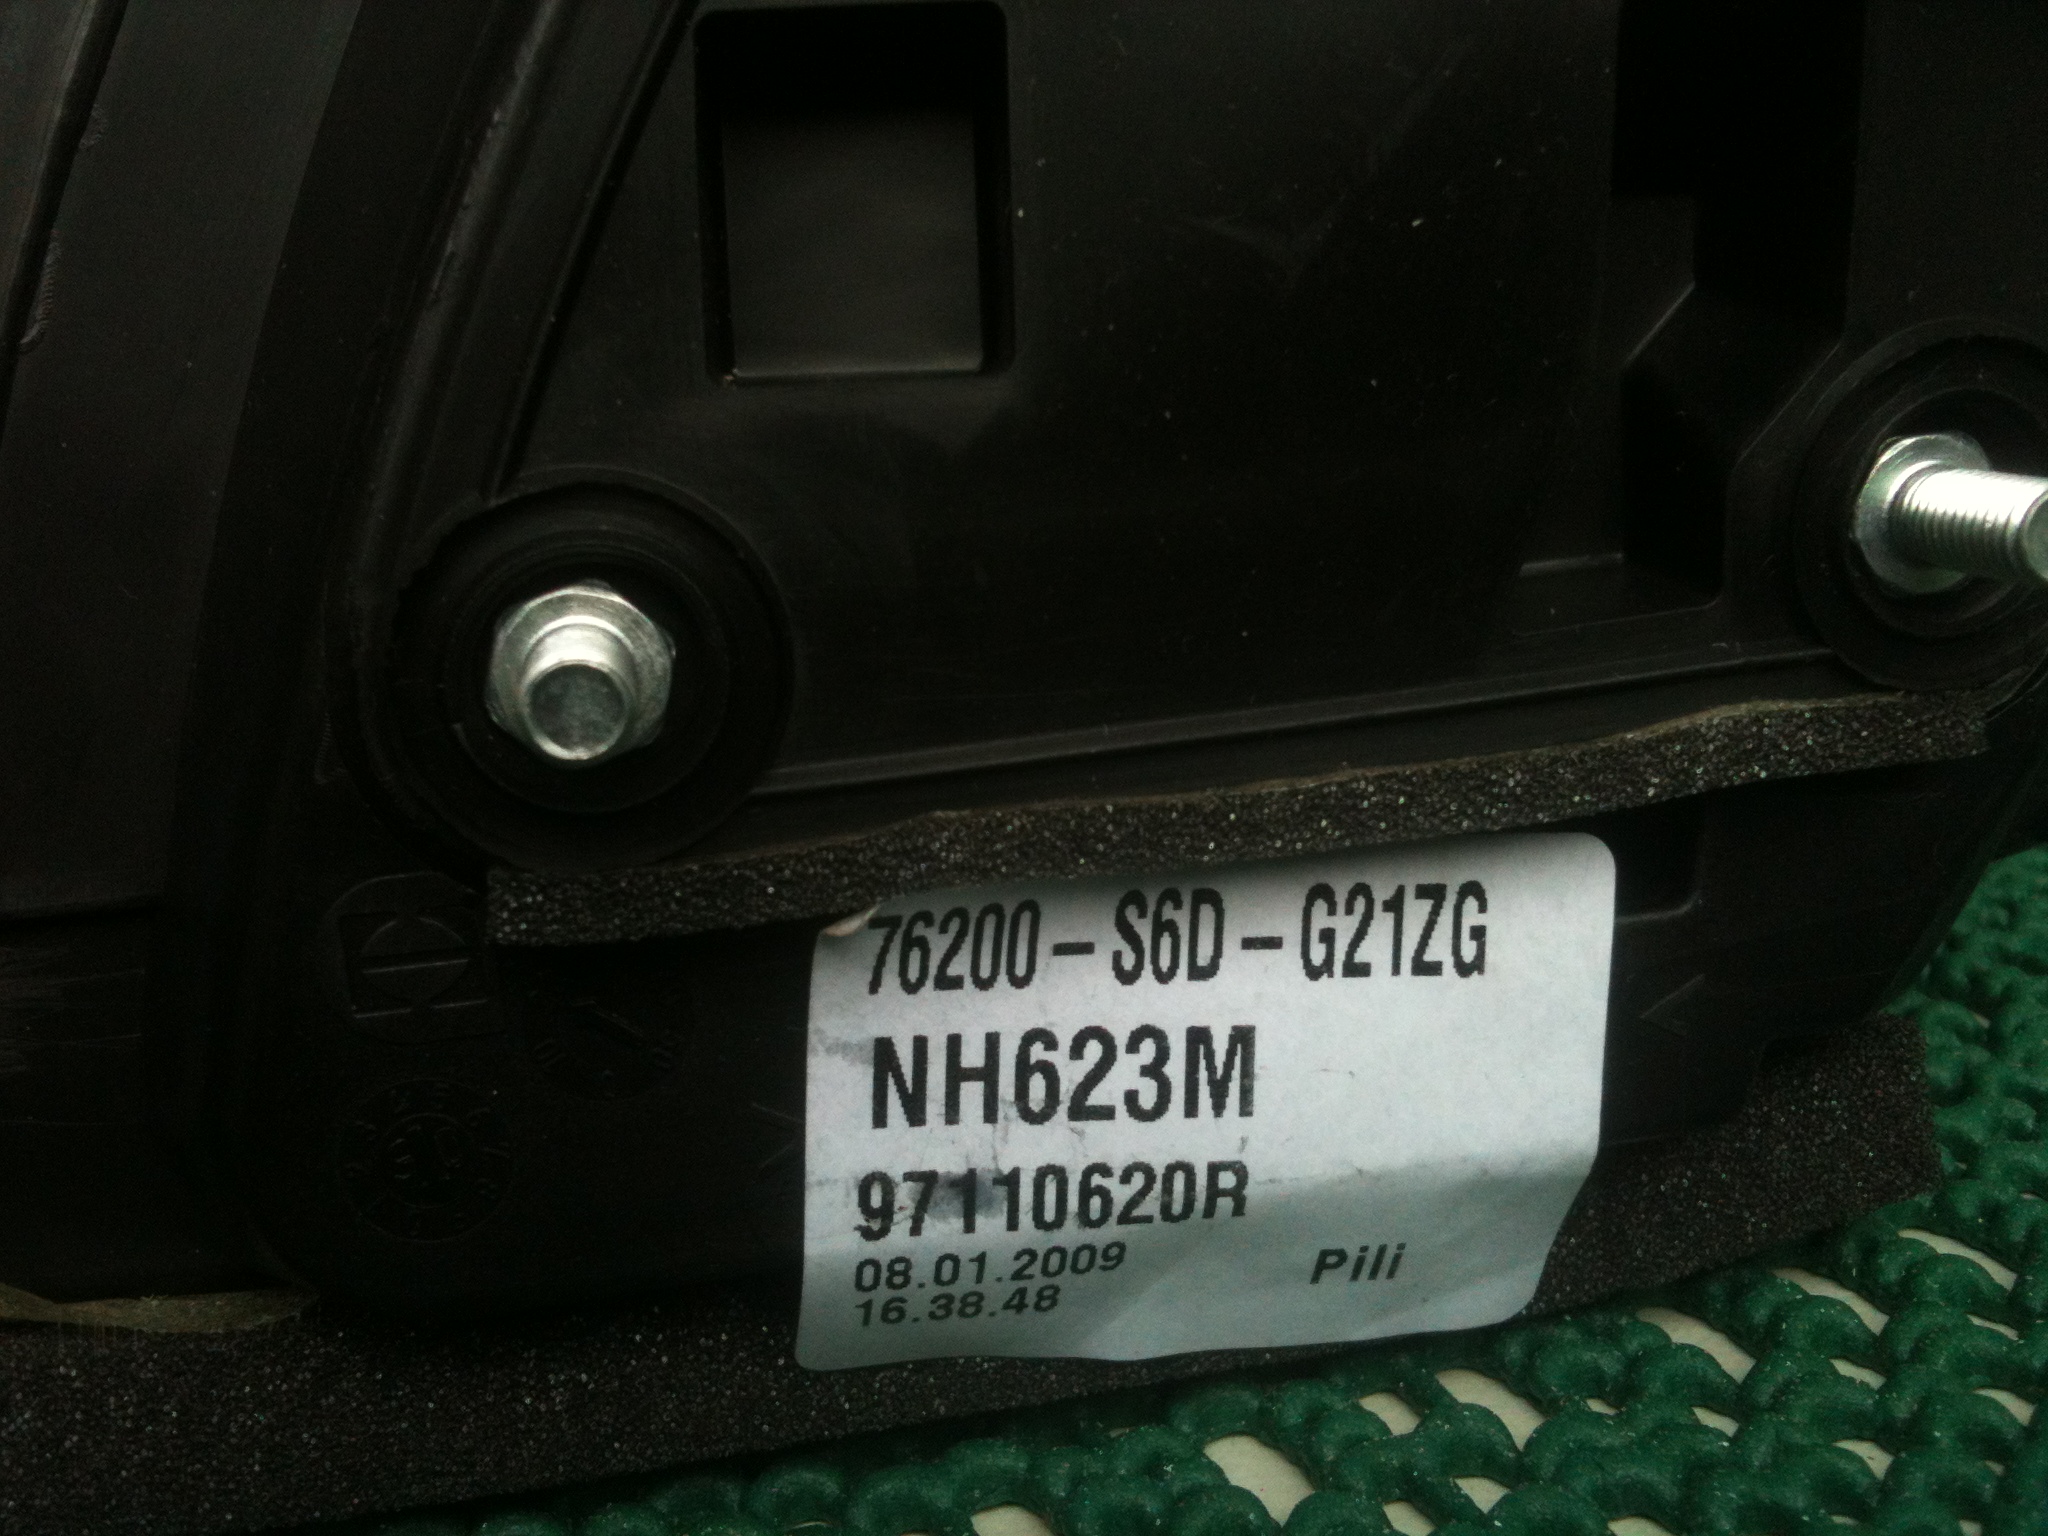 76200-S6D-G21ZG
NH623M
97110620R
08.01.2009 Pili
16.38.48